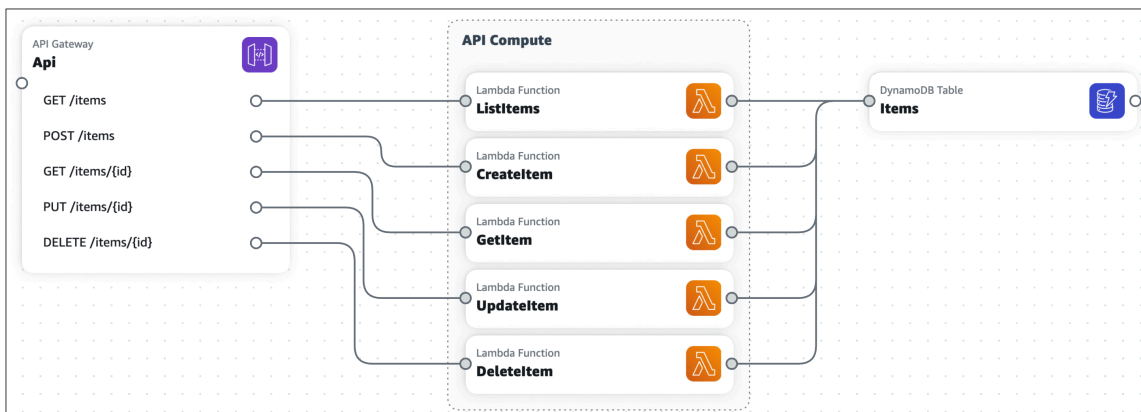 API Gateway
Api
GET /items
POST /items
GET /items/{id}
PUT /items/{id}
DELETE /items/{id}
API Compute
Lambda Function
ListItems
Lambda Function
CreateItem
Lambda Function
GetItem
Lambda Function
UpdateItem
Lambda Function
DeleteItem
DynamoDB Table
Items